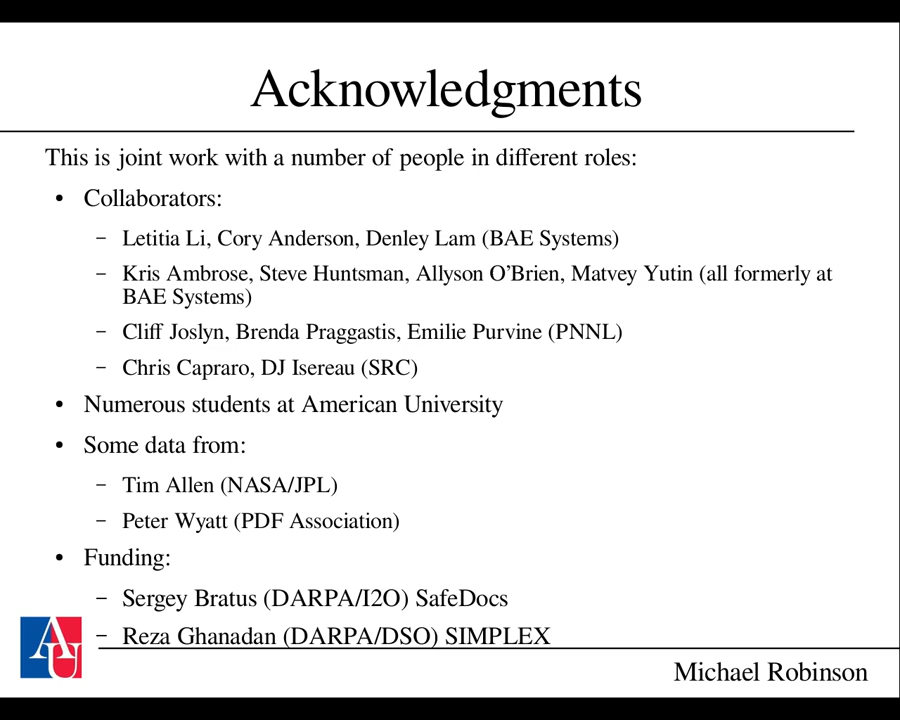 Acknowledgments
This is joint work with a number of people in different roles:
• Collaborators:
– Letitia Li, Cory Anderson, Denley Lam (BAE Systems)
– Kris Ambrose, Steve Huntsman, Allyson O’Brien, Matvey Yutin (all formerly at
BAE Systems)
– Cliff Joslyn, Brenda Praggastis, Emilie Purvine (PNNL)
– Chris Capraro, DJ Isereau (SRC)
• Numerous students at American University
• Some data from:
– Tim Allen (NASA/JPL)
– Peter Wyatt (PDF Association)
• Funding:
– Sergey Bratus (DARPA/I2O) SafeDocs
– Reza Ghanadan (DARPA/DSO) SIMPLEX
AU
Michael Robinson